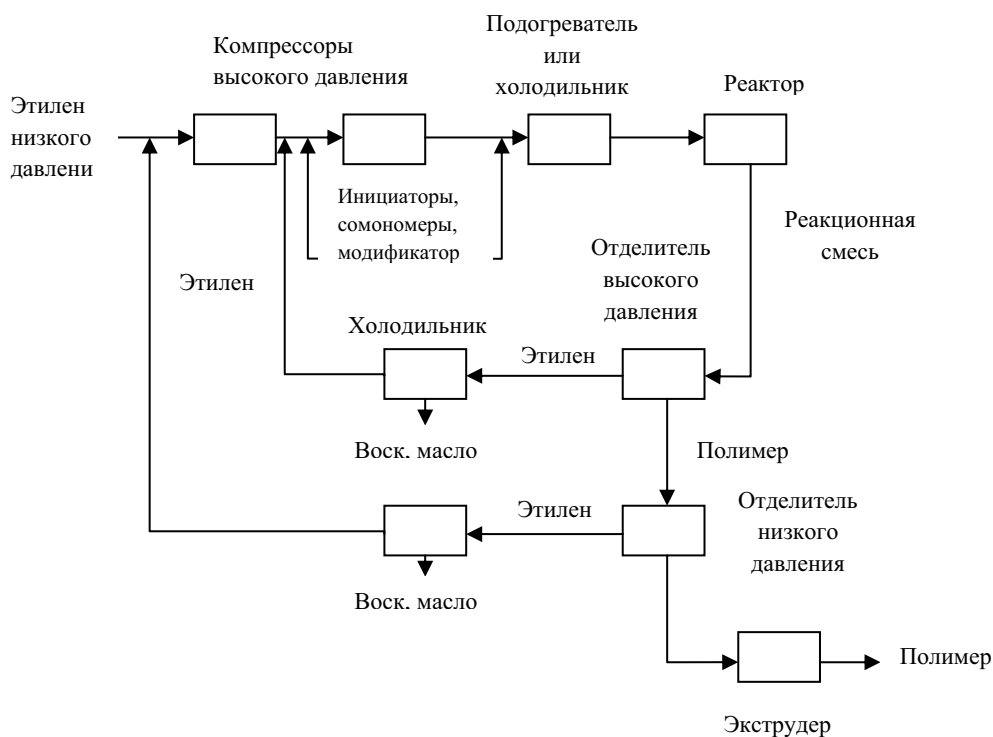 Компрессоры
высокого давления
Подогреватель
или
холодильник
Реактор
Этилен
низкого
давлени
Инициаторы,
сомономеры,
модификатор
Реакционная
смесь
Этилен
Отделитель
высокого
давления
Холодильник
Этилен
Воск. масло
Полимер
Этилен
Отделитель
низкого
давления
Воск. масло
Полимер
Экструдер